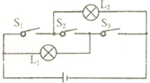 L₂
S₁ S₂ S₃
L₁